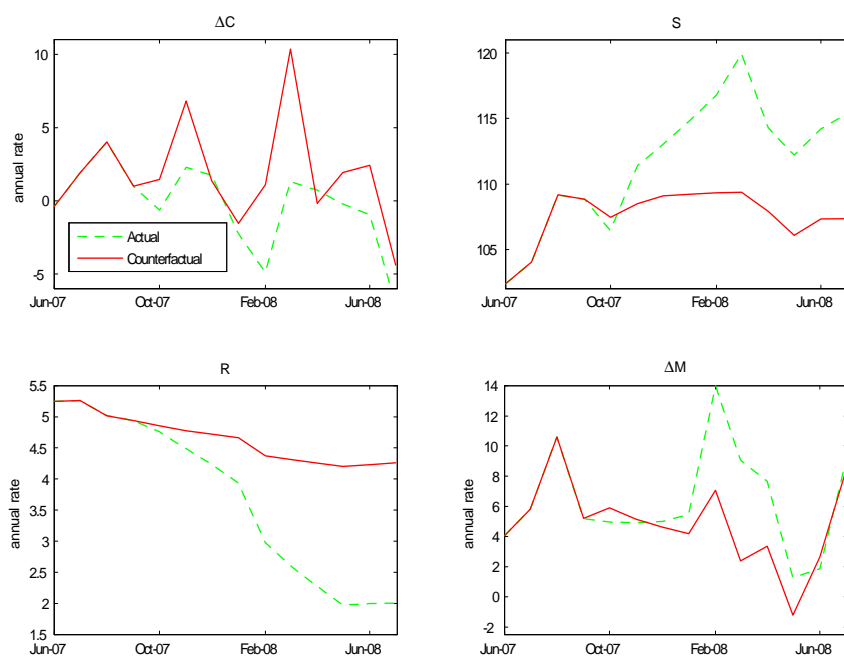 ΔC
10
5
0
-5
annual rate
Actual
Counterfactual
Jun-07 Oct-07 Feb-08 Jun-08
S
120
115
110
105
Jun-07 Oct-07 Feb-08 Jun-08
R
5.5
5
4.5
4
3.5
3
2.5
2
1.5
annual rate
Jun-07 Oct-07 Feb-08 Jun-08
ΔM
14
12
10
8
6
4
2
0
-2
annual rate
Jun-07 Oct-07 Feb-08 Jun-08